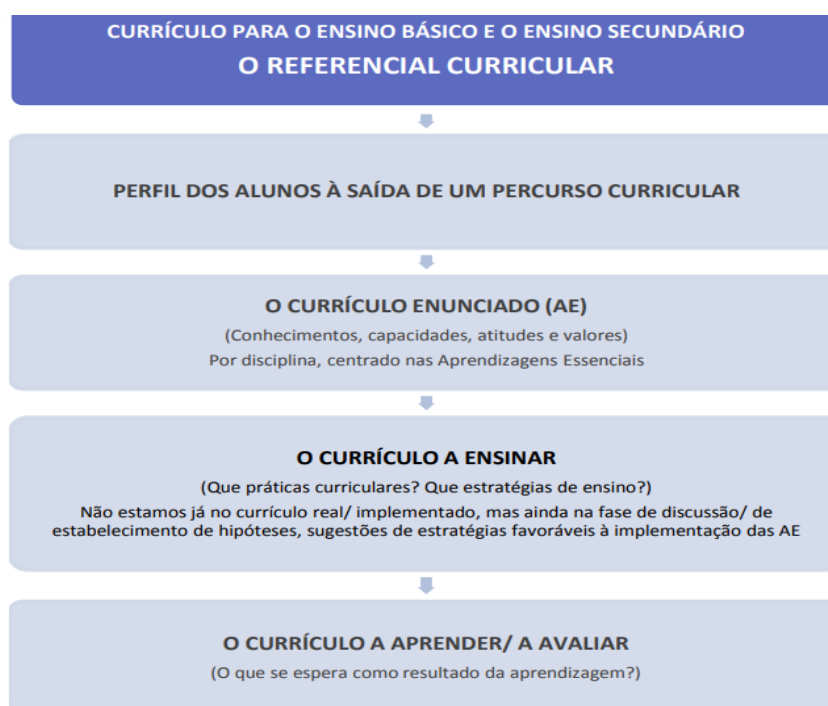 CURRÍCULO PARA O ENSINO BÁSICO E O ENSINO SECUNDÁRIO
O REFERENCIAL CURRICULAR
PERFIL DOS ALUNOS À SAÍDA DE UM PERCURSO CURRICULAR
O CURRÍCULO ENUNCIADO (AE)
(Conhecimentos, capacidades, atitudes e valores)
Por disciplina, centrado nas Aprendizagens Essenciais
O CURRÍCULO A ENSINAR
(Que práticas curriculares? Que estratégias de ensino?)
Não estamos já no currículo real/ implementado, mas ainda na fase de discussão/ de
estabelecimento de hipóteses, sugestões de estratégias favoráveis à implementação das AE
O CURRÍCULO A APRENDER/ A AVALIAR
(O que se espera como resultado da aprendizagem?)